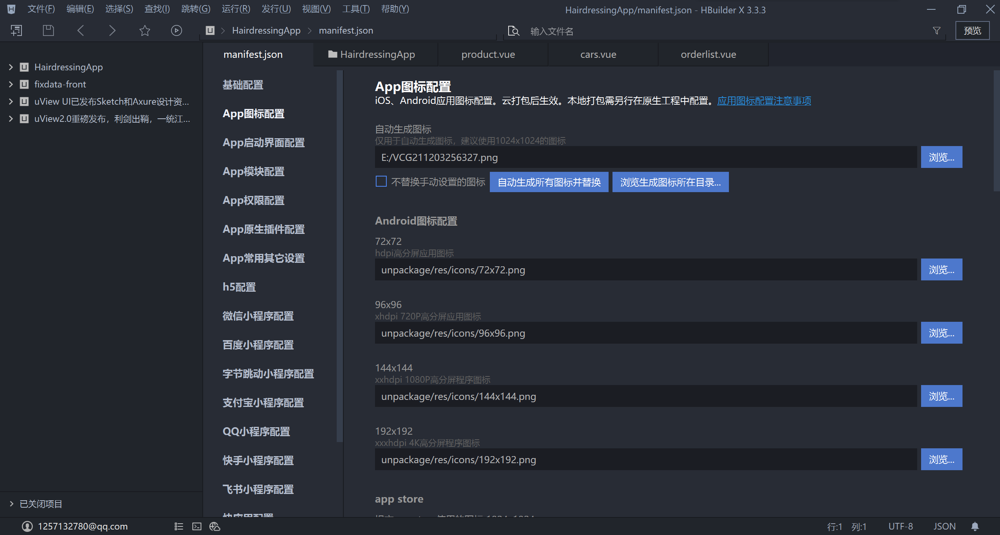 文件(F) 编辑(E) 选择(S) 查找(I) 跳转(G) 运行(R) 发行(U) 视图(V) 工具(T) 帮助(Y)
HairdressingApp/manifest.json - HBuilder X 3.3.3
HairdressingApp
manifest.json
输入文件名
预览
HairdressingApp
fixdata-front
uView UI已发布Sketch和Axure设计资...
uView2.0重磅发布，利剑出鞘，一统江...
已关闭项目
manifest.json
HairdressingApp
product.vue
cars.vue
orderlist.vue
基础配置
App图标配置
App启动界面配置
App模块配置
App权限配置
App原生插件配置
App常用其它设置
h5配置
微信小程序配置
百度小程序配置
字节跳动小程序配置
支付宝小程序配置
QQ小程序配置
快手小程序配置
飞书小程序配置
快应用配置
App图标配置
iOS、Android应用图标配置。云打包后生效。本地打包需另行在原生工程中配置。应用图标配置注意事项
自动生成图标
仅用于自动生成图标，建议使用1024x1024的图标
E:/VCG211203256327.png
浏览...
不替换手动设置的图标
自动生成所有图标并替换
浏览生成图标所在目录...
Android图标配置
72x72
hdpi高分屏应用图标
unpackage/res/icons/72x72.png
浏览...
96x96
xhdpi 720P高分屏应用图标
unpackage/res/icons/96x96.png
浏览...
144x144
xxhdpi 1080P高分屏程序图标
unpackage/res/icons/144x144.png
浏览...
192x192
xxxhdpi 4K高分屏程序图标
unpackage/res/icons/192x192.png
浏览...
app store
1257132780@qq.com
行:1 列:1
UTF-8
JSON